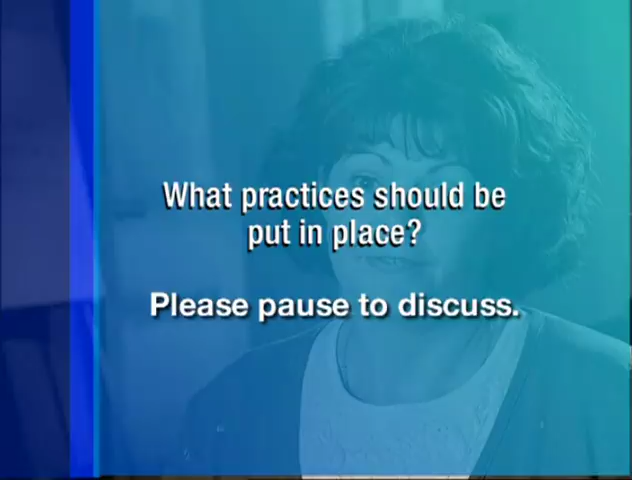 What practices should be
put in place?
Please pause to discuss.